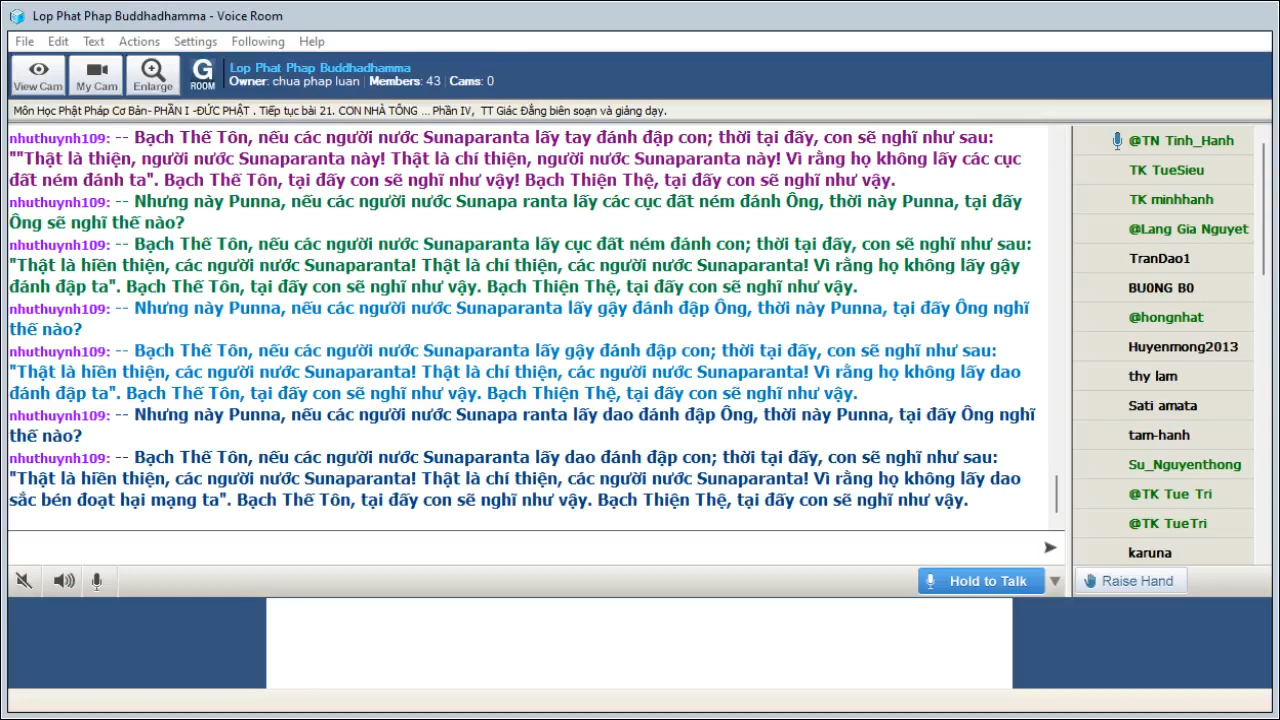 Lop Phat Phap Buddhadhamma - Voice Room
File Edit Text Actions Settings Following Help
View Cam My Cam Enlarge G ROOM
Lop Phat Phap Buddhadhamma
Owner: chua phap luan | Members: 43 | Cams: 0
Môn Học Phật Pháp Cơ Bản- PHẦN I -ĐỨC PHẬT . Tiếp tục bài 21. CON NHÀ TÔNG ... Phần IV, TT Giác Đẳng biên soạn và giảng dạy.
nhuthuynh109: -- Bạch Thế Tôn, nếu các người nước Sunaparanta lấy tay đánh đập con; thời tại đấy, con sẽ nghĩ như sau:
""Thật là thiện, người nước Sunaparanta này! Thật là chí thiện, người nước Sunaparanta này! Vì rằng họ không lấy các cục
đất ném đánh ta". Bạch Thế Tôn, tại đấy con sẽ nghĩ như vậy! Bạch Thiện Thệ, tại đấy con sẽ nghĩ như vậy.
nhuthuynh109: -- Nhưng này Punna, nếu các người nước Sunapa ranta lấy các cục đất ném đánh Ông, thời này Punna, tại đấy
Ông sẽ nghĩ thế nào?
nhuthuynh109: -- Bạch Thế Tôn, nếu các người nước Sunaparanta lấy cục đất ném đánh con; thời tại đấy, con sẽ nghĩ như sau:
"Thật là hiền thiện, các người nước Sunaparanta! Thật là chí thiện, các người nước Sunaparanta! Vì rằng họ không lấy gậy
đánh đập ta". Bạch Thế Tôn, tại đấy con sẽ nghĩ như vậy. Bạch Thiện Thệ, tại đấy con sẽ nghĩ như vậy.
nhuthuynh109: -- Nhưng này Punna, nếu các người nước Sunaparanta lấy gậy đánh đập Ông, thời này Punna, tại đấy Ông nghĩ
thế nào?
nhuthuynh109: -- Bạch Thế Tôn, nếu các người nước Sunaparanta lấy gậy đánh đập con; thời tại đấy, con sẽ nghĩ như sau:
"Thật là hiền thiện, các người nước Sunaparanta! Thật là chí thiện, các người nước Sunaparanta! Vì rằng họ không lấy dao
đánh đập ta". Bạch Thế Tôn, tại đấy con sẽ nghĩ như vậy. Bạch Thiện Thệ, tại đấy con sẽ nghĩ như vậy.
nhuthuynh109: -- Nhưng này Punna, nếu các người nước Sunapa ranta lấy dao đánh đập Ông, thời này Punna, tại đấy Ông nghĩ
thế nào?
nhuthuynh109: -- Bạch Thế Tôn, nếu các người nước Sunaparanta lấy dao đánh đập con; thời tại đấy, con sẽ nghĩ như sau:
"Thật là hiền thiện, các người nước Sunaparanta! Thật là chí thiện, các người nước Sunaparanta! Vì rằng họ không lấy dao
sắc bén đoạt hại mạng ta". Bạch Thế Tôn, tại đấy con sẽ nghĩ như vậy. Bạch Thiện Thệ, tại đấy con sẽ nghĩ như vậy.
@TN Tinh_Hanh
TK TueSieu
TK minhhanh
@Lang Gia Nguyet
TranDao1
BU0NG B0
@hongnhat
Huyenmong2013
thy lam
Sati amata
tam-hanh
Su_Nguyenthong
@TK Tue Tri
@TK TueTri
karuna
Hold to Talk
Raise Hand